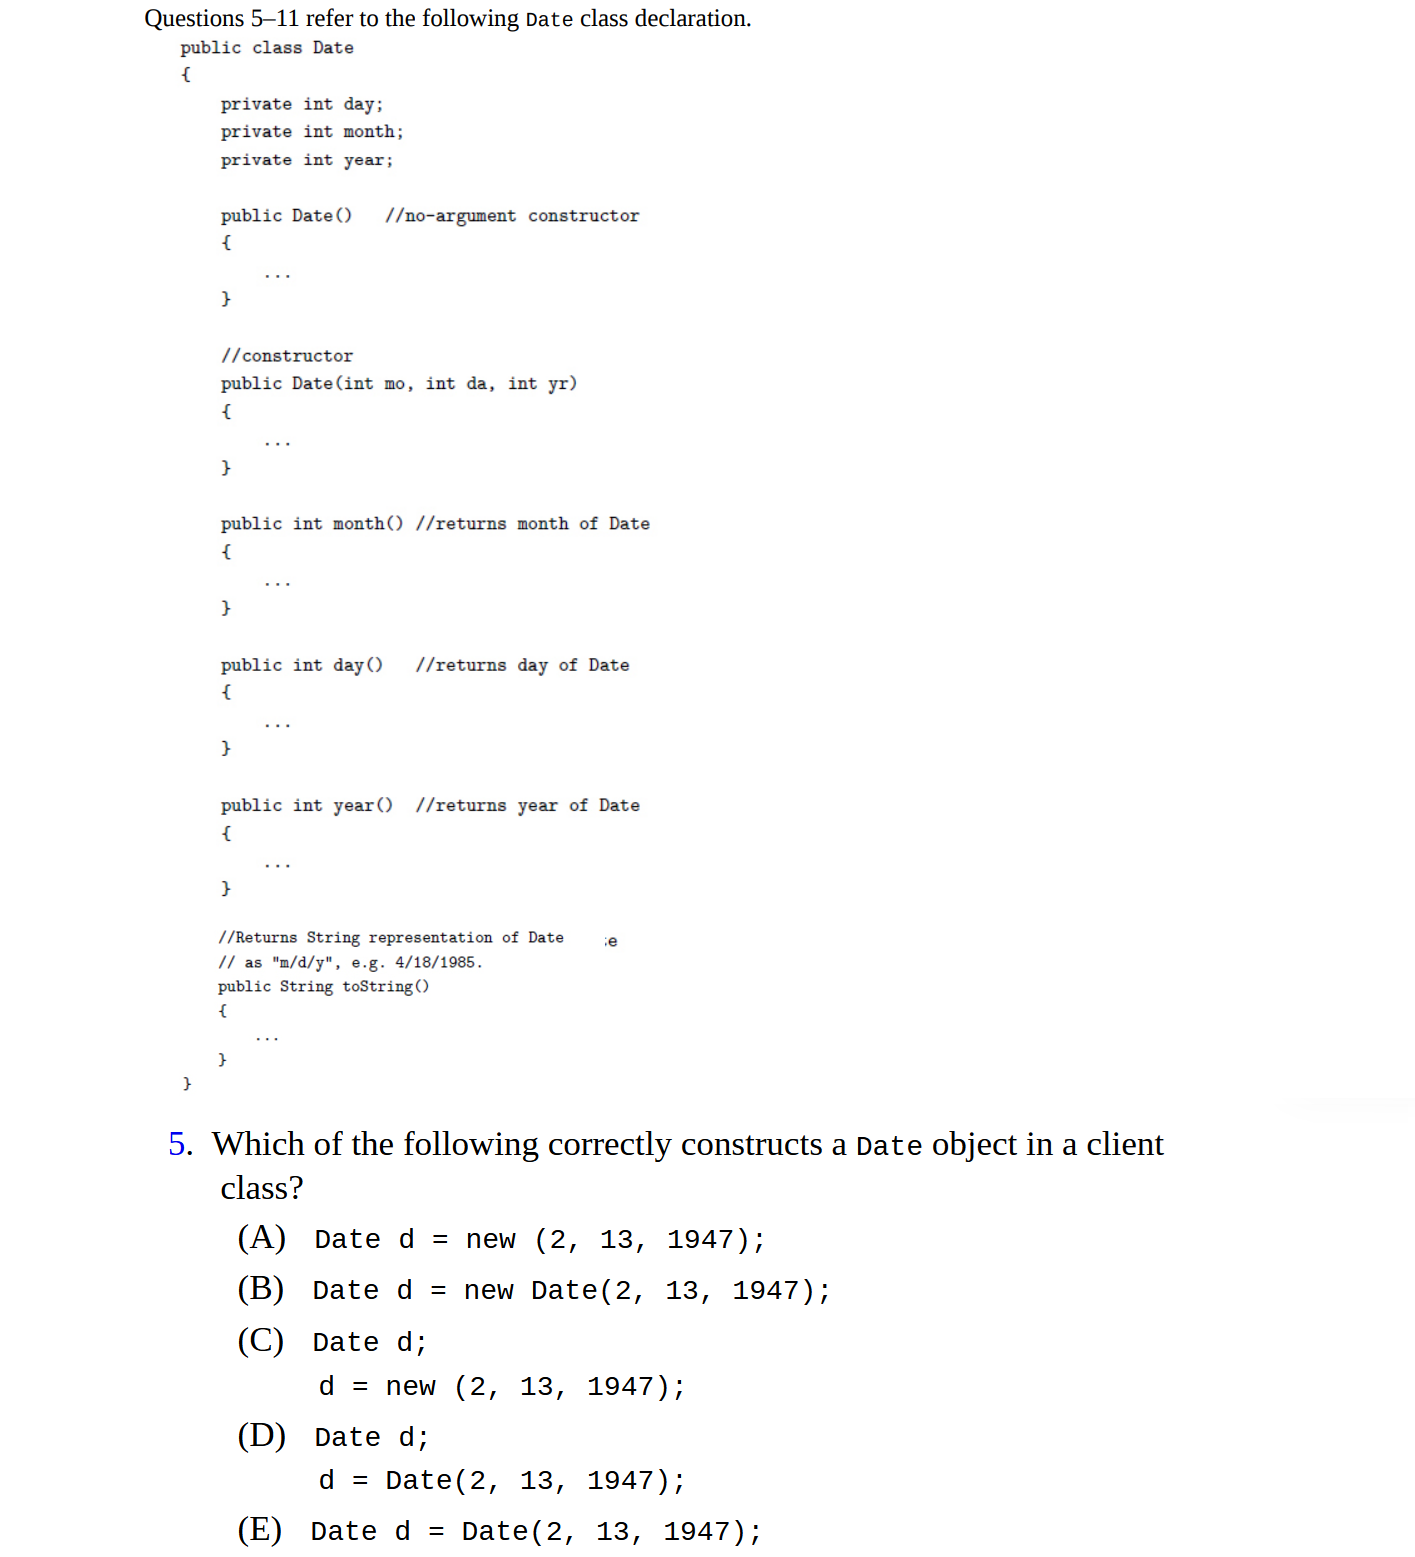 Questions 5–11 refer to the following Date class declaration.
public class Date
{
private int day;
private int month;
private int year;
public Date() //no-argument constructor
{
...
}
//constructor
public Date(int mo, int da, int yr)
{
...
}
public int month() //returns month of Date
{
...
}
public int day() //returns day of Date
{
...
}
public int year() //returns year of Date
{
...
}
//Returns String representation of Date
// as "m/d/y", e.g. 4/18/1985.
public String toString()
{
...
}
}
5. Which of the following correctly constructs a Date object in a client
class?
(A) Date d = new (2, 13, 1947);
(B) Date d = new Date(2, 13, 1947);
(C) Date d;
d = new (2, 13, 1947);
(D) Date d;
d = Date(2, 13, 1947);
(E) Date d = Date(2, 13, 1947);